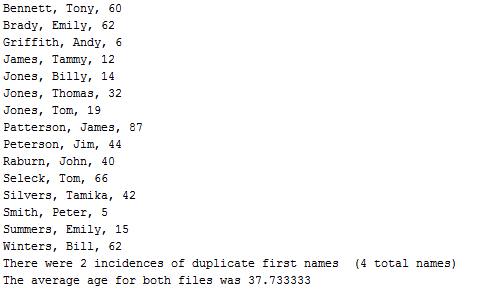 Bennett, Tony, 60
Brady, Emily, 62
Griffith, Andy, 6
James, Tammy, 12
Jones, Billy, 14
Jones, Thomas, 32
Jones, Tom, 19
Patterson, James, 87
Peterson, Jim, 44
Raburn, John, 40
Seleck, Tom, 66
Silvers, Tamika, 42
Smith, Peter, 5
Summers, Emily, 15
Winters, Bill, 62
There were 2 incidences of duplicate first names  (4 total names)
The average age for both files was 37.733333